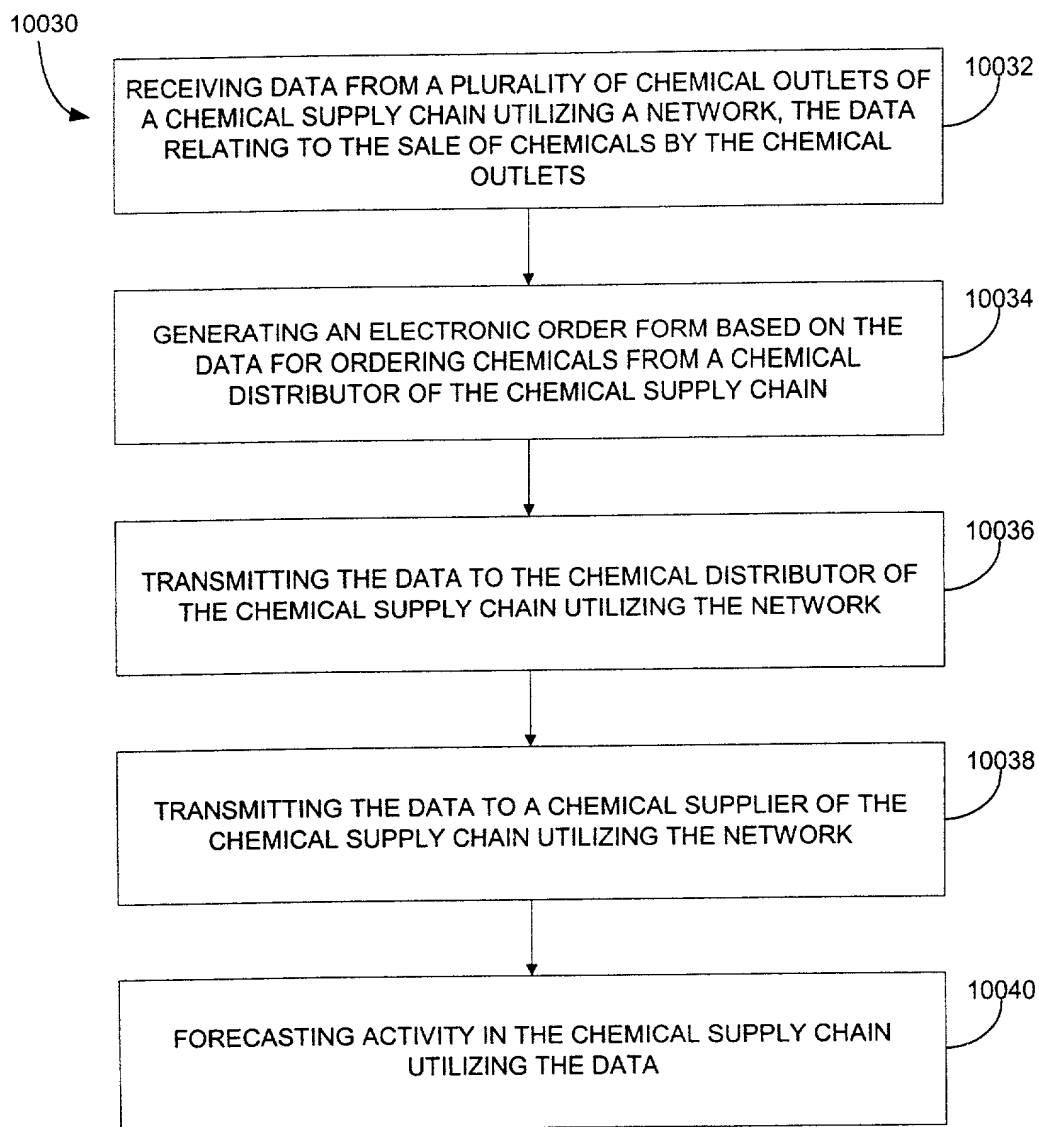 10030
RECEIVING DATA FROM A PLURALITY OF CHEMICAL OUTLETS OF
A CHEMICAL SUPPLY CHAIN UTILIZING A NETWORK, THE DATA
RELATING TO THE SALE OF CHEMICALS BY THE CHEMICAL
OUTLETS
10032
GENERATING AN ELECTRONIC ORDER FORM BASED ON THE
DATA FOR ORDERING CHEMICALS FROM A CHEMICAL
DISTRIBUTOR OF THE CHEMICAL SUPPLY CHAIN
10034
TRANSMITTING THE DATA TO THE CHEMICAL DISTRIBUTOR OF
THE CHEMICAL SUPPLY CHAIN UTILIZING THE NETWORK
10036
TRANSMITTING THE DATA TO A CHEMICAL SUPPLIER OF THE
CHEMICAL SUPPLY CHAIN UTILIZING THE NETWORK
10038
FORECASTING ACTIVITY IN THE CHEMICAL SUPPLY CHAIN
UTILIZING THE DATA
10040